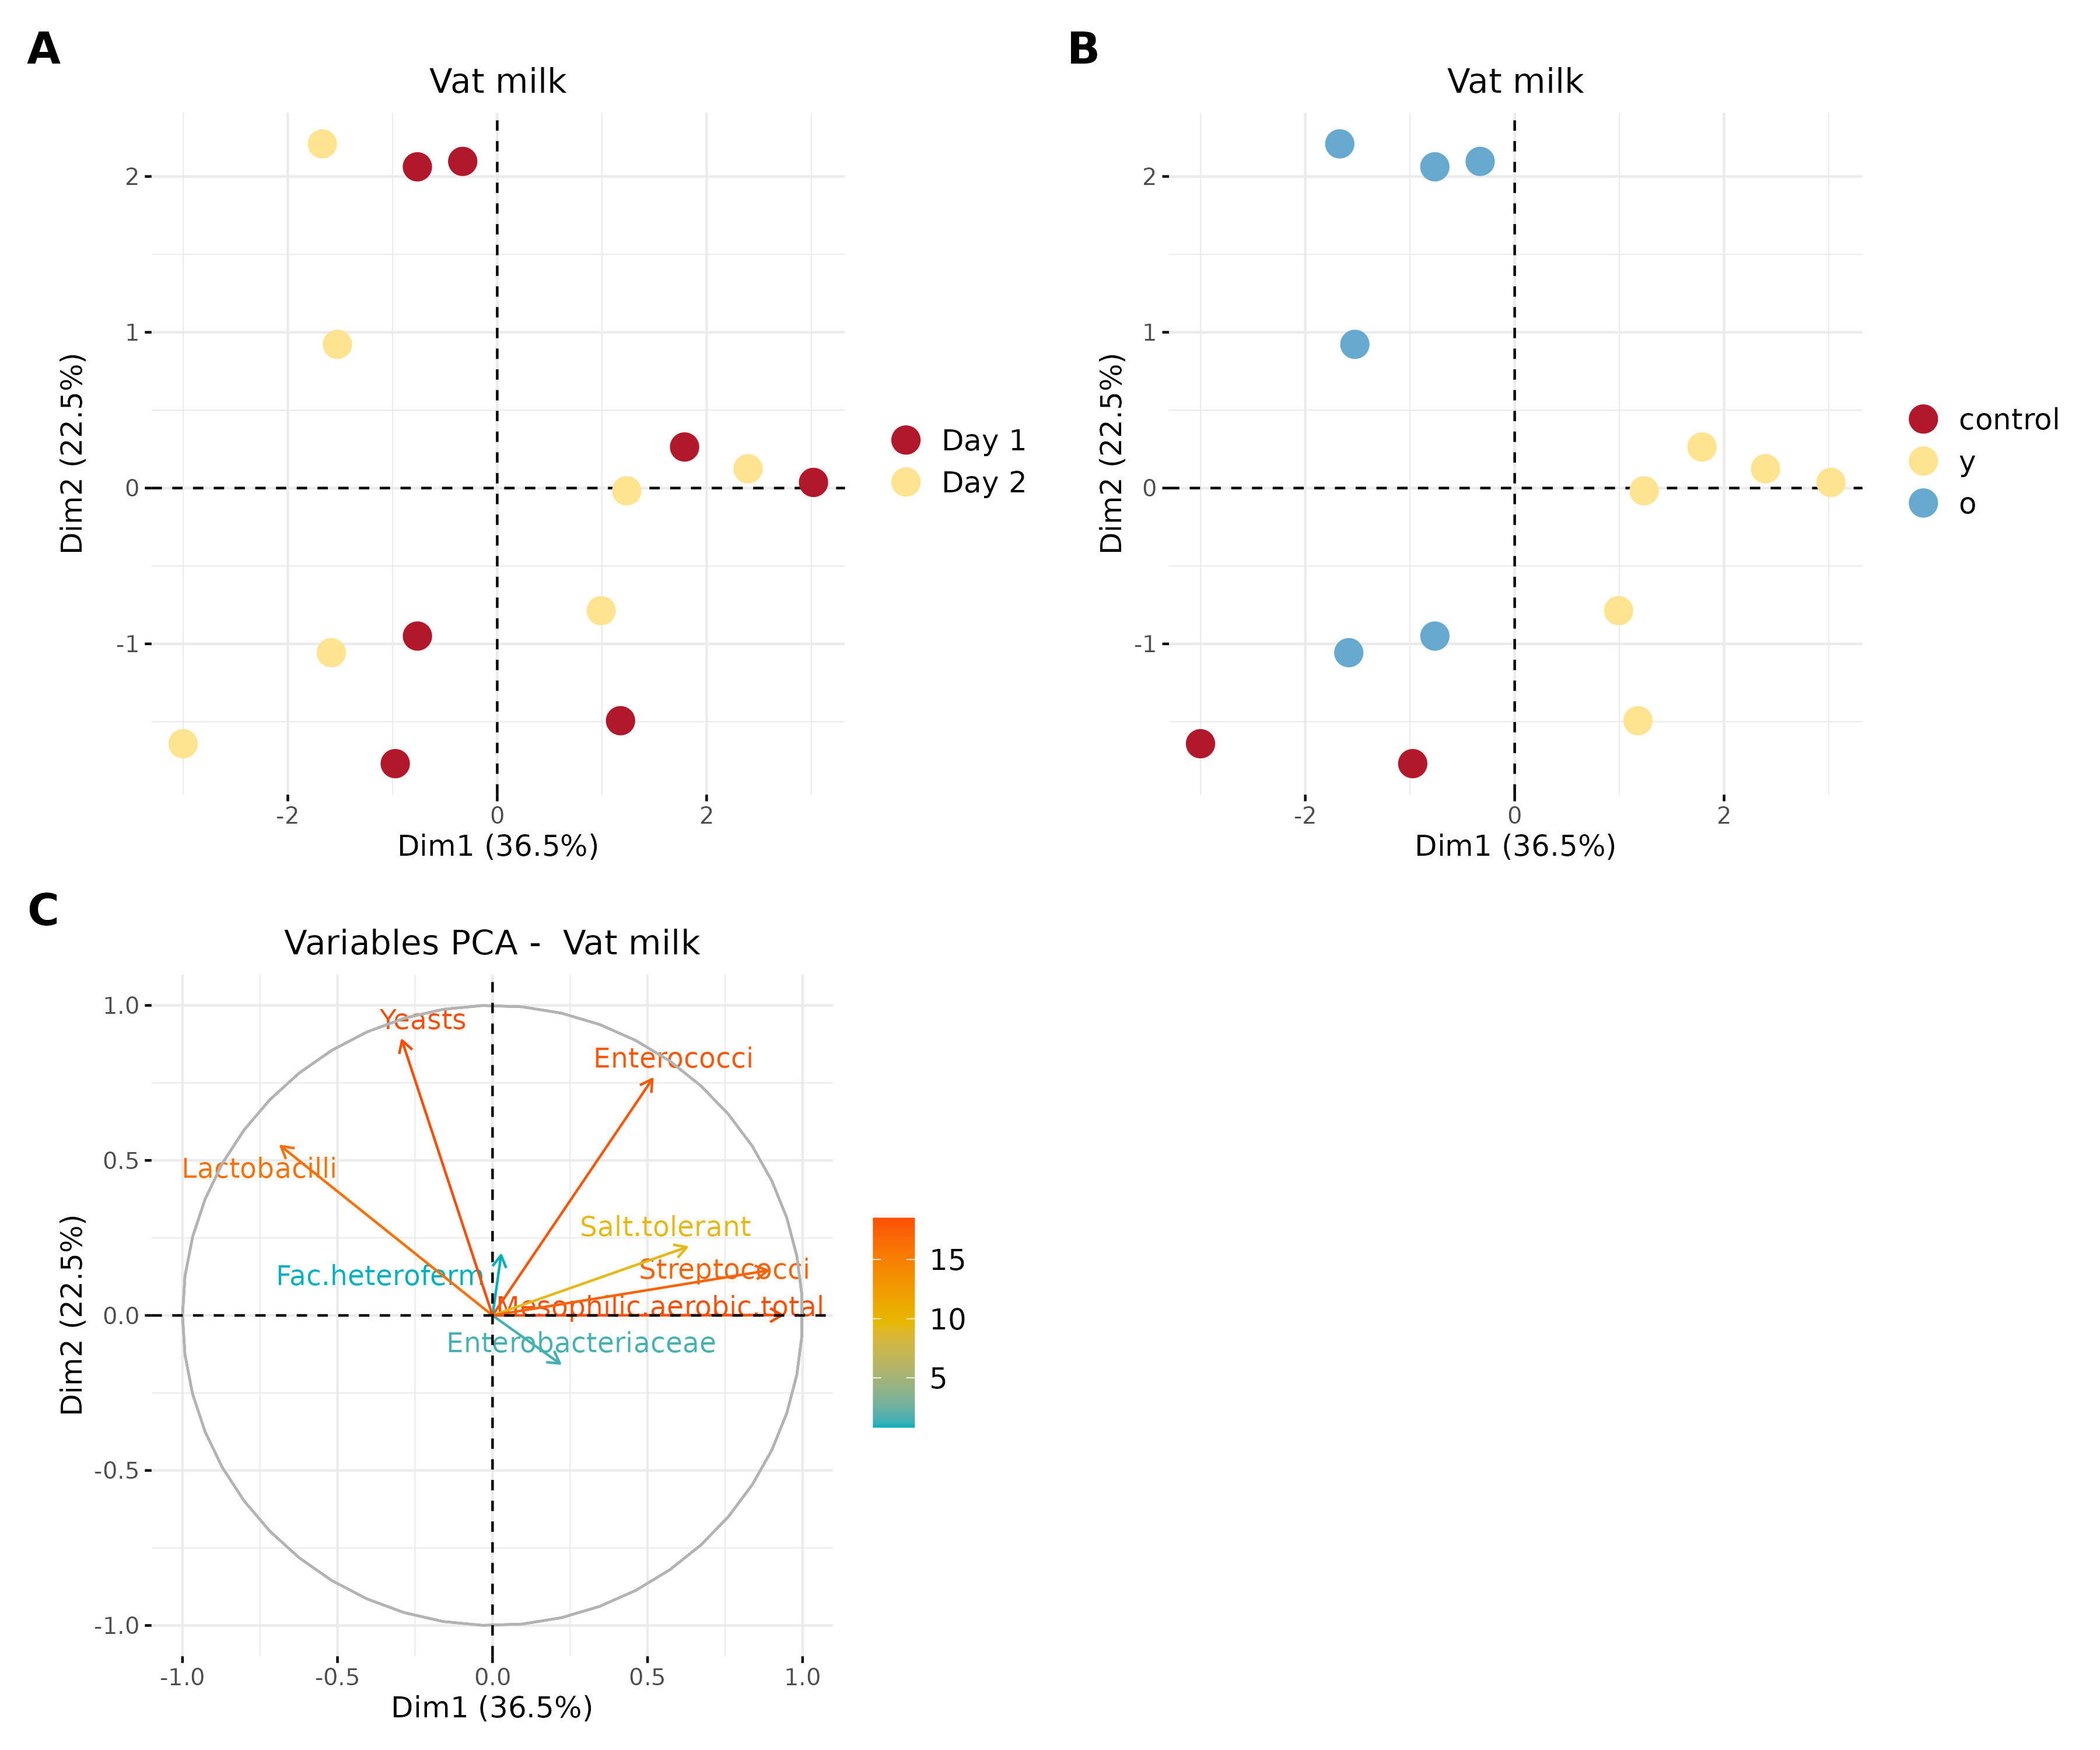 A
Vat milk
2
1
0
-1
-2
0
2
Dim2 (22.5%)
Dim1 (36.5%)
Day 1
Day 2
B
Vat milk
2
1
0
-1
-2
0
2
Dim2 (22.5%)
Dim1 (36.5%)
control
y
o
C
Variables PCA -  Vat milk
1.0
0.5
0.0
-0.5
-1.0
-1.0
-0.5
0.0
0.5
1.0
Dim2 (22.5%)
Dim1 (36.5%)
Yeasts
Enterococci
Lactobacilli
Salt.tolerant
Streptococci
Fac.heteroferm
Mesophilic.aerobic.total
Enterobacteriaceae
15
10
5